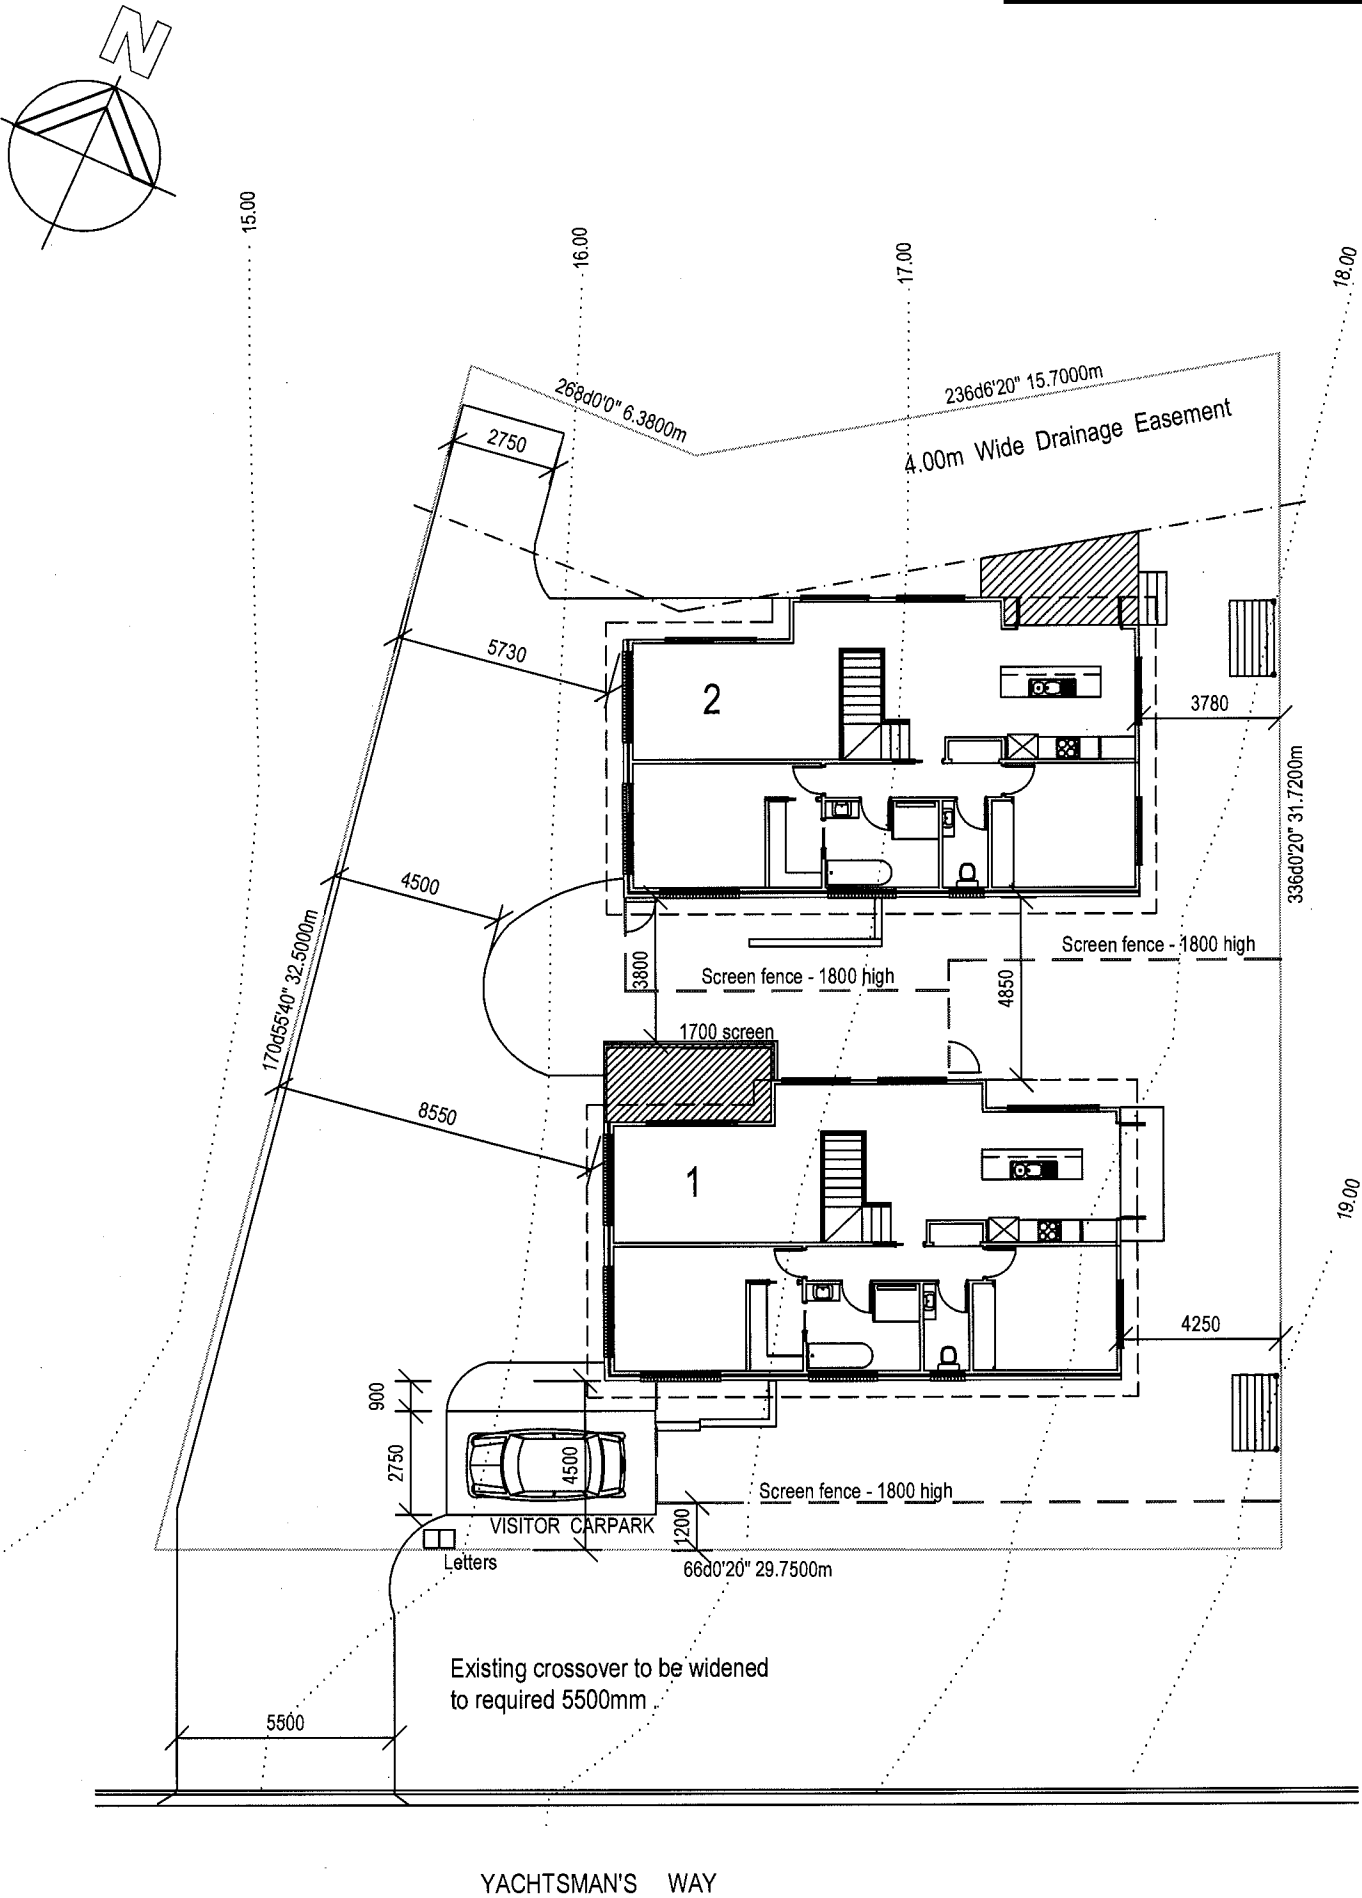 N
15.00
16.00
17.00
18.00
268d0'0" 6.3800m
236d6'20" 15.7000m
4.00m Wide Drainage Easement
2750
5730
2
3780
336d0'20" 31.7200m
4500
170d55'40" 32.5000m
Screen fence - 1800 high
Screen fence - 1800 high
3800
4850
1700 screen
8550
1
19.00
4250
900
2750
4500
Screen fence - 1800 high
VISITOR CARPARK
1200
Letters
66d0'20" 29.7500m
Existing crossover to be widened
to required 5500mm
5500
YACHTSMAN'S WAY